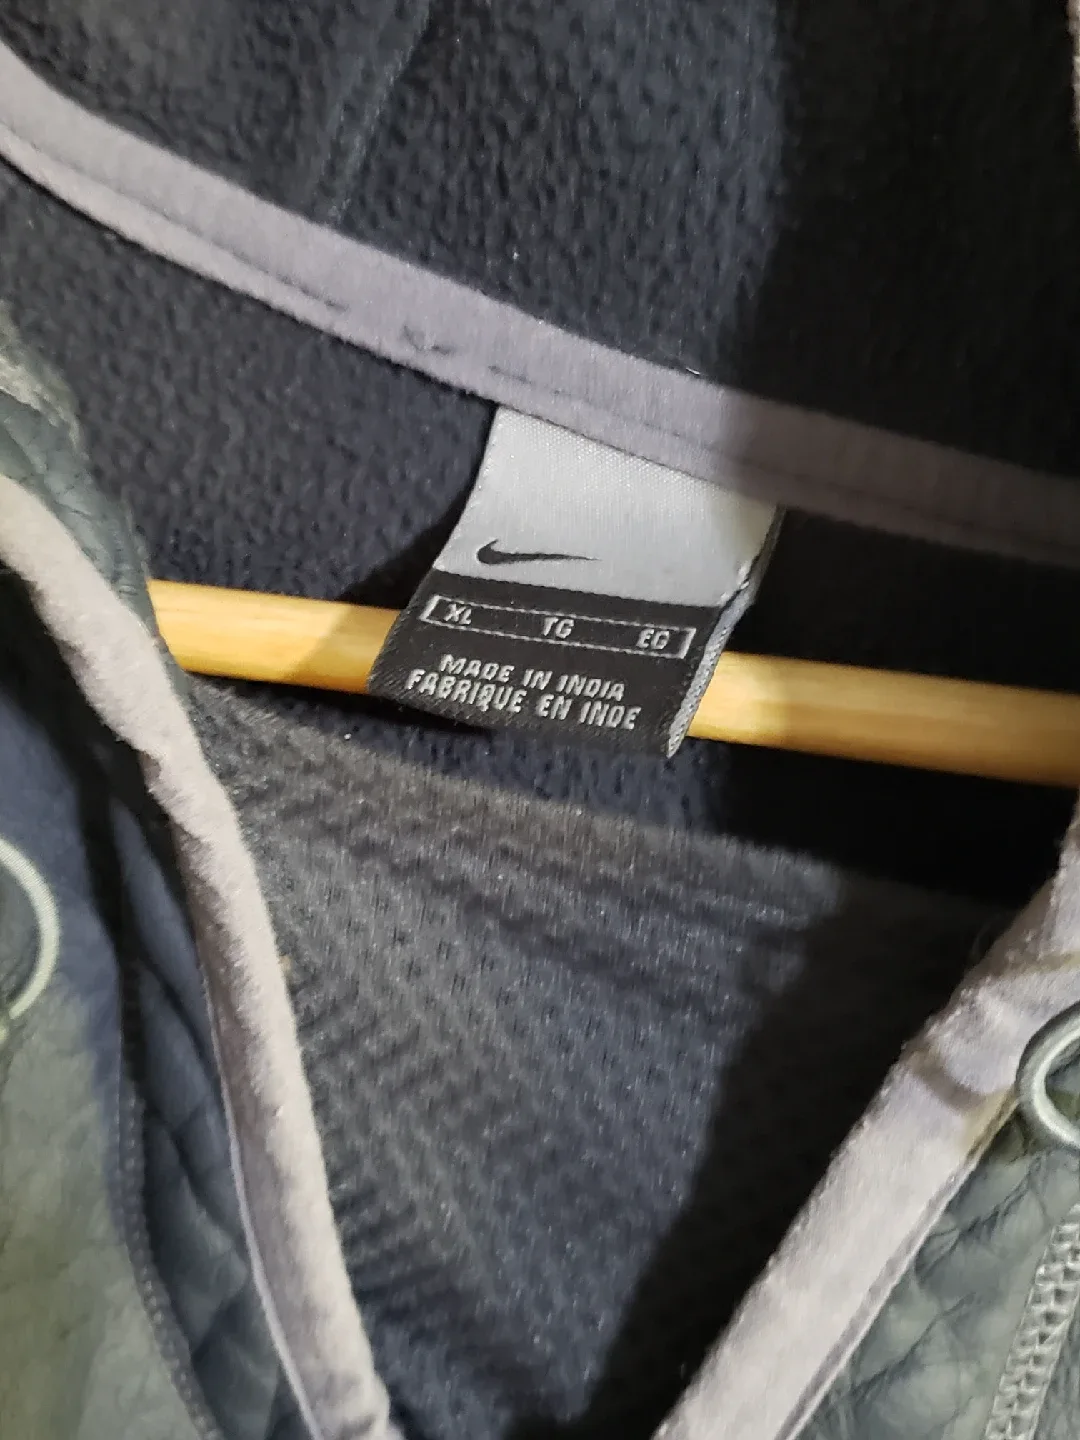 XL TG EG
MADE IN INDIA
FABRIQUE EN INDE